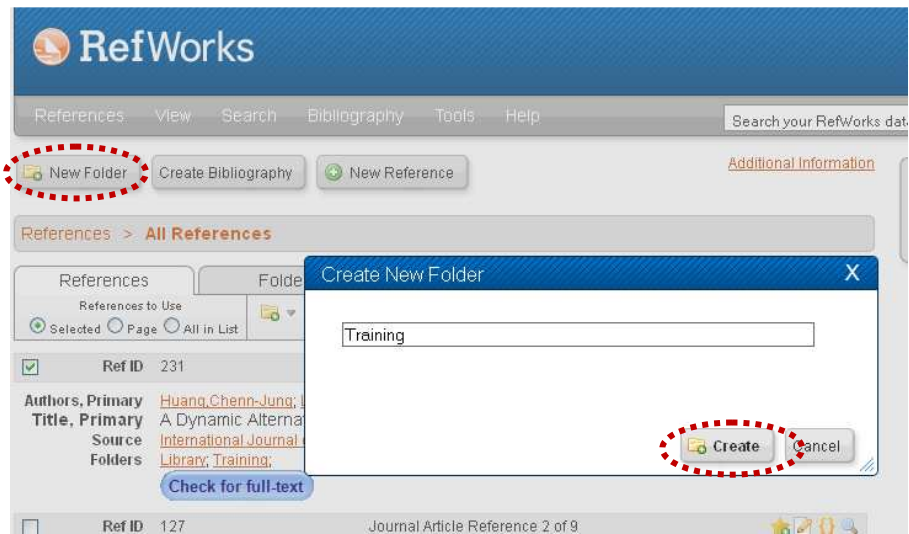 RefWorks
References View Search Bibliography Tools Help
Search your RefWorks dat
New Folder Create Bibliography New Reference
Additional Information
References > All References
References Folde
References to Use
Selected Page All in List
Create New Folder X
Training
Create Cancel
Ref ID 231
Authors, Primary Huang,Chenn-Jung;
Title, Primary A Dynamic Alterna
Source International Journal
Folders Library; Training;
Check for full-text
Ref ID 127 Journal Article Reference 2 of 9